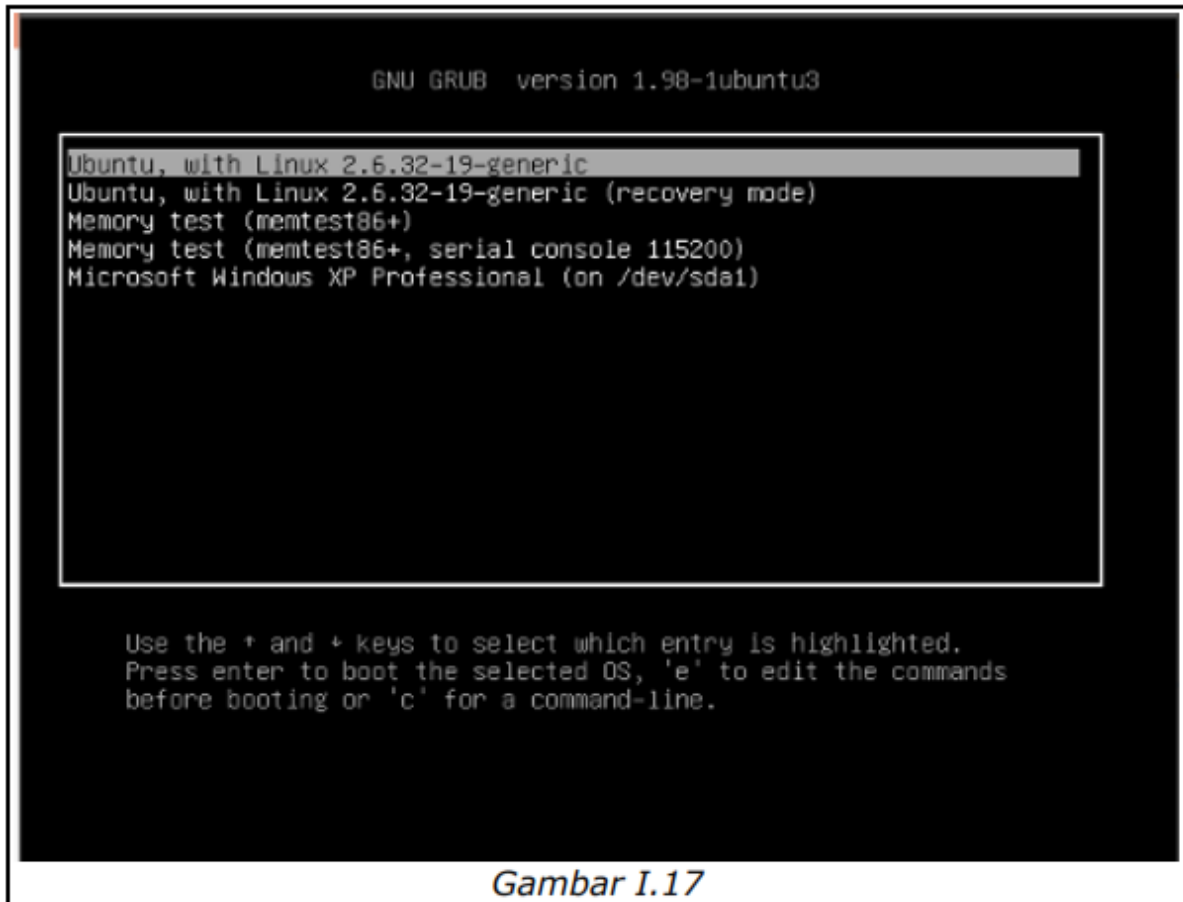 GNU GRUB  version 1.98-1ubuntu3
Ubuntu, with Linux 2.6.32-19-generic
Ubuntu, with Linux 2.6.32-19-generic (recovery mode)
Memory test (memtest86+)
Memory test (memtest86+, serial console 115200)
Microsoft Windows XP Professional (on /dev/sda1)
Use the ↑ and ↓ keys to select which entry is highlighted.
Press enter to boot the selected OS, 'e' to edit the commands
before booting or 'c' for a command-line.
Gambar I.17